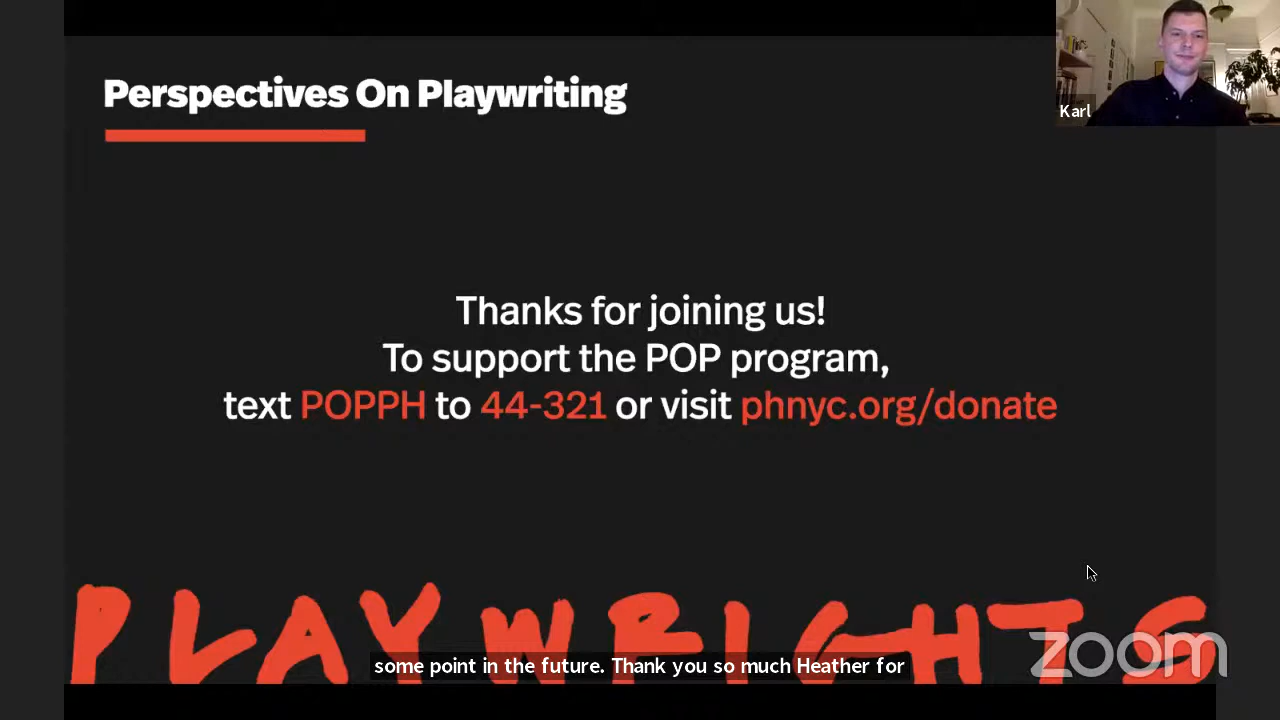 Perspectives On Playwriting
Karl
Thanks for joining us!
To support the POP program,
text POPPH to 44-321 or visit phnyc.org/donate
PLAYWRIGHTS
some point in the future. Thank you so much Heather for
zoom